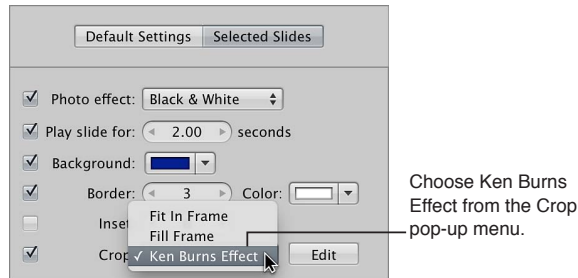 Default Settings Selected Slides
Photo effect: Black & White
Play slide for: 2.00 seconds
Background:
Border: 3 Color:
Inset
Fit In Frame
Fill Frame
Crop ✓ Ken Burns Effect Edit
Choose Ken Burns
Effect from the Crop
pop-up menu.